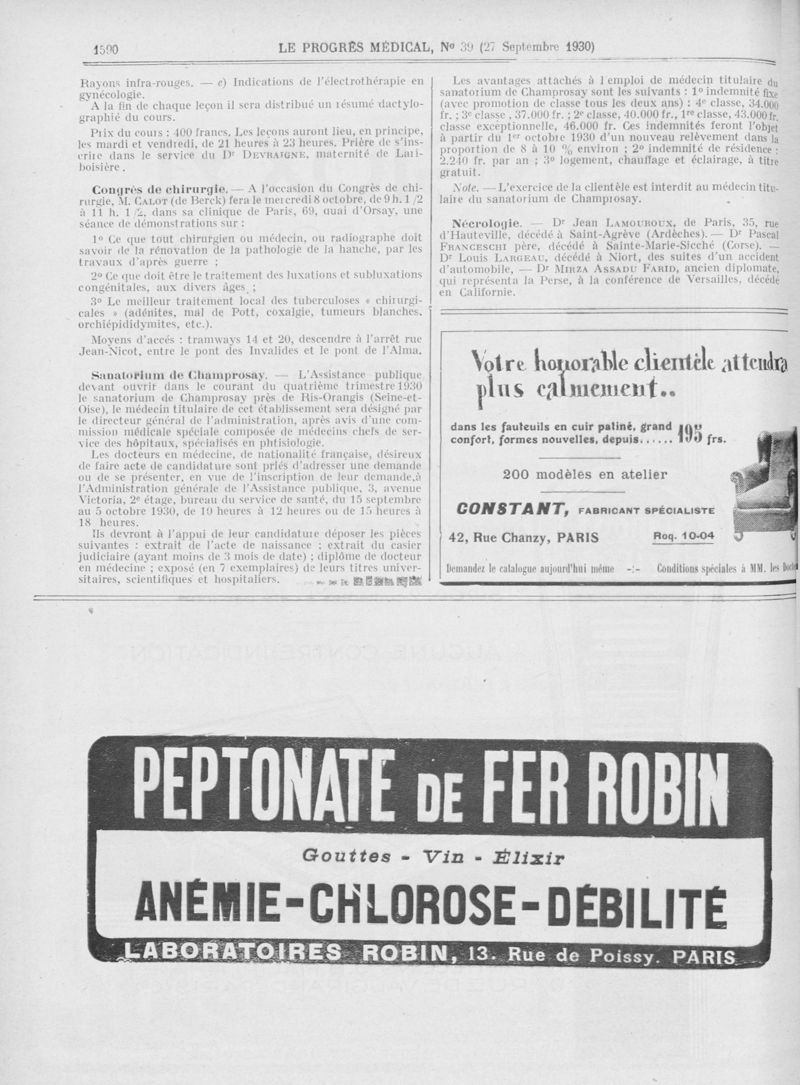 1590
LE PROGRÈS MÉDICAL, No 39 (27 Septembre 1930)
Rayons infra-rouges. — e) Indications de l'électrothérapie en
gynécologie.
A la fin de chaque leçon il sera distribué un résumé dactylo-
graphié du cours.
Prix du cours : 400 francs. Les leçons auront lieu, en principe,
les mardi et vendredi, de 21 heures à 23 heures. Prière de s'ins-
crire dans le service du Dr DEVRAIGNE, maternité de Lari-
boisière.
Congrès de chirurgie. — A l'occasion du Congrès de chi-
rurgie, M. CALOT (de Berck) fera le mercredi 8 octobre, de 9 h. 1/2
à 11 h. 1/2, dans sa clinique de Paris, 69, quai d'Orsay, une
séance de démonstrations sur :
1° Ce que tout chirurgien ou médecin, ou radiographe doit
savoir de la rénovation de la pathologie de la hanche, par les
travaux d'après guerre ;
2° Ce que doit être le traitement des luxations et subluxations
congénitales, aux divers âges ;
3° Le meilleur traitement local des tuberculoses « chirurgi-
cales » (adénites, mal de Pott, coxalgie, tumeurs blanches,
orchiépididymites, etc.).
Moyens d'accés : tramways 14 et 20, descendre à l'arrêt rue
Jean-Nicot, entre le pont des Invalides et le pont de l'Alma.
Sanatorium de Champrosay. — L'Assistance publique
devant ouvrir dans le courant du quatrième trimestre 1930
le sanatorium de Champrosay près de Ris-Orangis (Seine-et-
Oise), le médecin titulaire de cet établissement sera désigné par
le directeur général de l'administration, après avis d'une com-
mission médicale spéciale composée de médecins chefs de ser-
vice des hôpitaux, spécialisés en phtisiologie.
Les docteurs en médecine, de nationalité française, désireux
de faire acte de candidature sont priés d'adresser une demande
ou de se présenter, en vue de l'inscription de leur demande,à
l'Administration générale de l'Assistance publique, 3, avenue
Victoria, 2e étage, bureau du service de santé, du 15 septembre
au 5 octobre 1930, de 10 heures à 12 heures ou de 15 heures à
18 heures.
Ils devront à l'appui de leur candidature déposer les pièces
suivantes : extrait de l'acte de naissance ; extrait du casier
judiciaire (ayant moins de 3 mois de date) ; diplôme de docteur
en médecine ; exposé (en 7 exemplaires) de leurs titres univer-
sitaires, scientifiques et hospitaliers.
Les avantages attachés à l'emploi de médecin titulaire du
sanatorium de Champrosay sont les suivants : 1° indemnité fixe
(avec promotion de classe tous les deux ans) : 4e classe, 34.000
fr. ; 3e classe, 37.000 fr. ; 2e classe, 40.000 fr., 1re classe, 43.000 fr.
classe exceptionnelle, 46.000 fr. Ces indemnités feront l'objet
à partir du 1er octobre 1930 d'un nouveau relèvement dans la
proportion de 8 à 10 % environ ; 2° indemnité de résidence :
2.240 fr. par an ; 3° logement, chauffage et éclairage, à titre
gratuit.
Note. — L'exercice de la clientèle est interdit au médecin titu-
laire du sanatorium de Champrosay.
Nécrologie. — Dr Jean LAMOUROUX, de Paris, 35, rue
d'Hauteville, décédé à Saint-Agrève (Ardèches). — Dr Pascal
FRANCESCHI père, décédé à Sainte-Marie-Sicché (Corse). —
Dr Louis LARGEAU, décédé à Niort, des suites d'un accident
d'automobile, — Dr MIRZA ASSADU FARID, ancien diplomate,
qui représenta la Perse, à la conférence de Versailles, décédé
en Californie.
Votre honorable clientèle attendra
plus calmement..
dans les fauteuils en cuir patiné, grand
confort, formes nouvelles, depuis...... 195 frs.
200 modèles en atelier
CONSTANT, FABRICANT SPÉCIALISTE
42, Rue Chanzy, PARIS Roq. 10-04
Demandez le catalogue aujourd'hui même -:- Conditions spéciales à MM. les Docte
PEPTONATE DE FER ROBIN
Gouttes - Vin - Élixir
ANÉMIE-CHLOROSE-DÉBILITÉ
LABORATOIRES ROBIN, 13. Rue de Poissy. PARIS